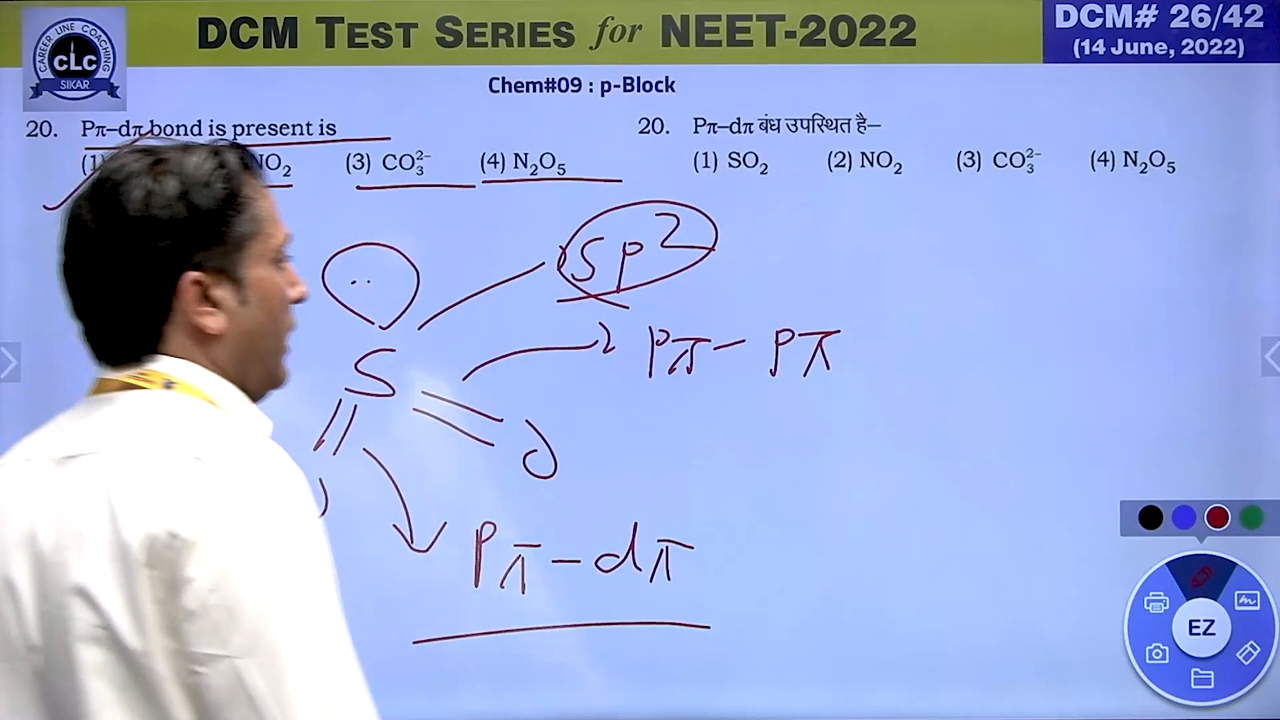 DCM TEST SERIES for NEET-2022
DCM# 26/42
(14 June, 2022)
CAREER LINE COACHING
CLC
SIKAR
Chem#09 : p-Block
20. Pπ–dπ bond is present is
(1) NO₂ (3) CO₃²⁻ (4) N₂O₅
20. Pπ–dπ बंध उपस्थित है–
(1) SO₂ (2) NO₂ (3) CO₃²⁻ (4) N₂O₅
sp²
Pπ – Pπ
S
O
Pπ – dπ
EZ